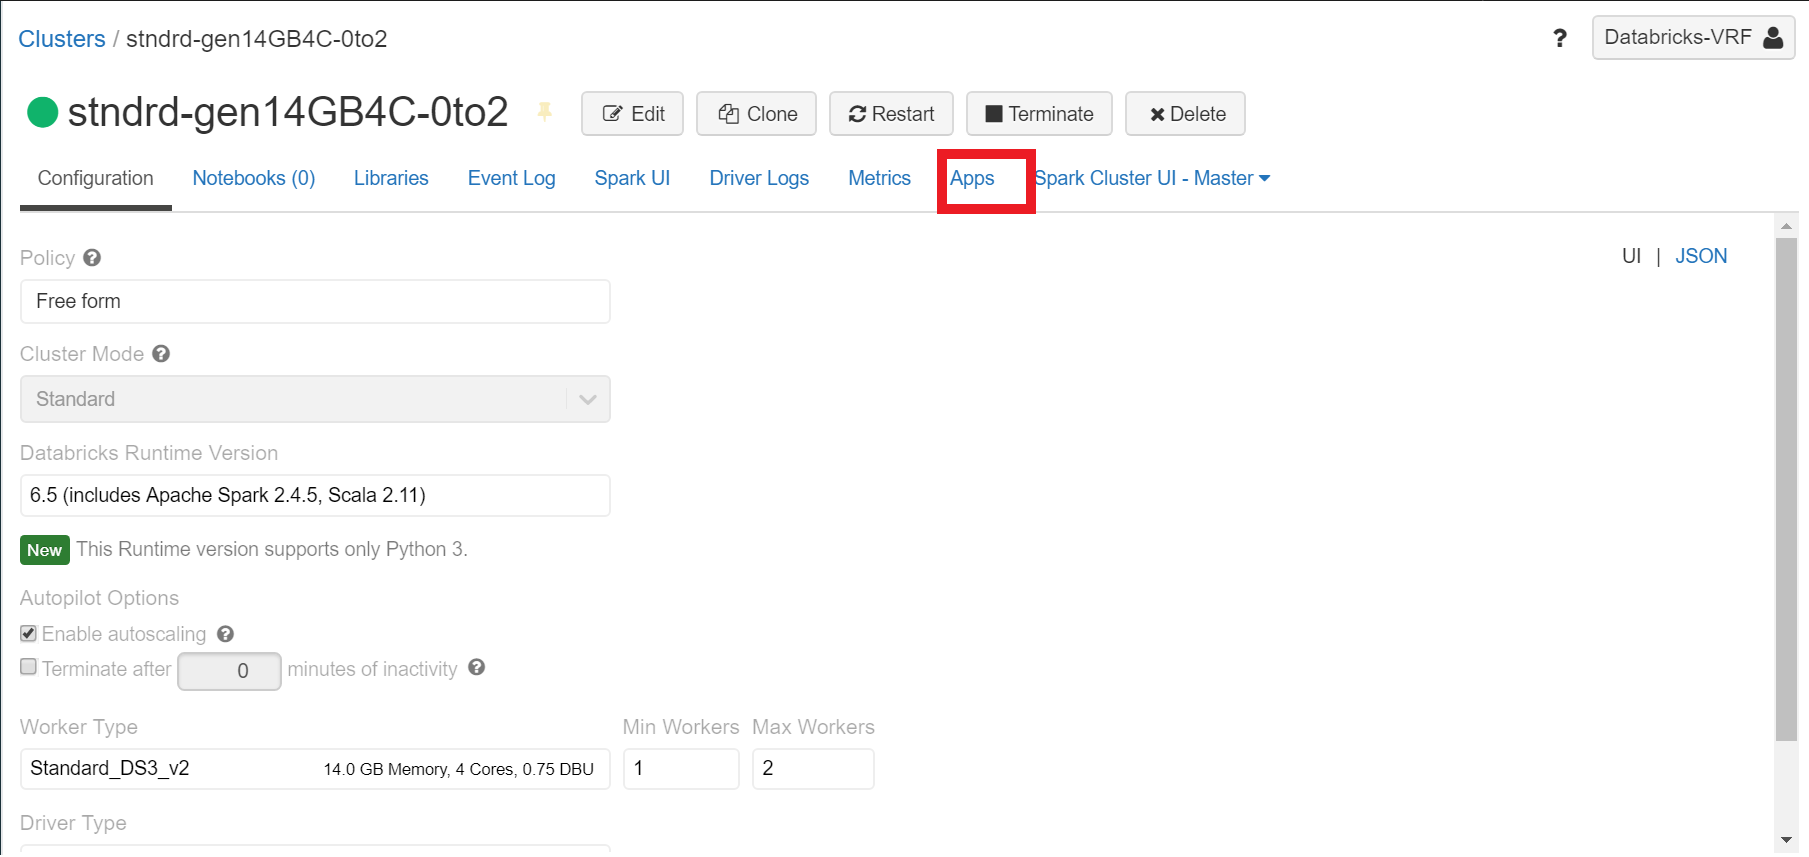 Clusters / stndrd-gen14GB4C-0to2
? Databricks-VRF
stndrd-gen14GB4C-0to2 Edit Clone Restart Terminate Delete
Configuration Notebooks (0) Libraries Event Log Spark UI Driver Logs Metrics Apps Spark Cluster UI - Master
Policy ?
UI | JSON
Free form
Cluster Mode ?
Standard
Databricks Runtime Version
6.5 (includes Apache Spark 2.4.5, Scala 2.11)
New This Runtime version supports only Python 3.
Autopilot Options
Enable autoscaling ?
Terminate after 0 minutes of inactivity ?
Worker Type Min Workers Max Workers
Standard_DS3_v2 14.0 GB Memory, 4 Cores, 0.75 DBU 1 2
Driver Type